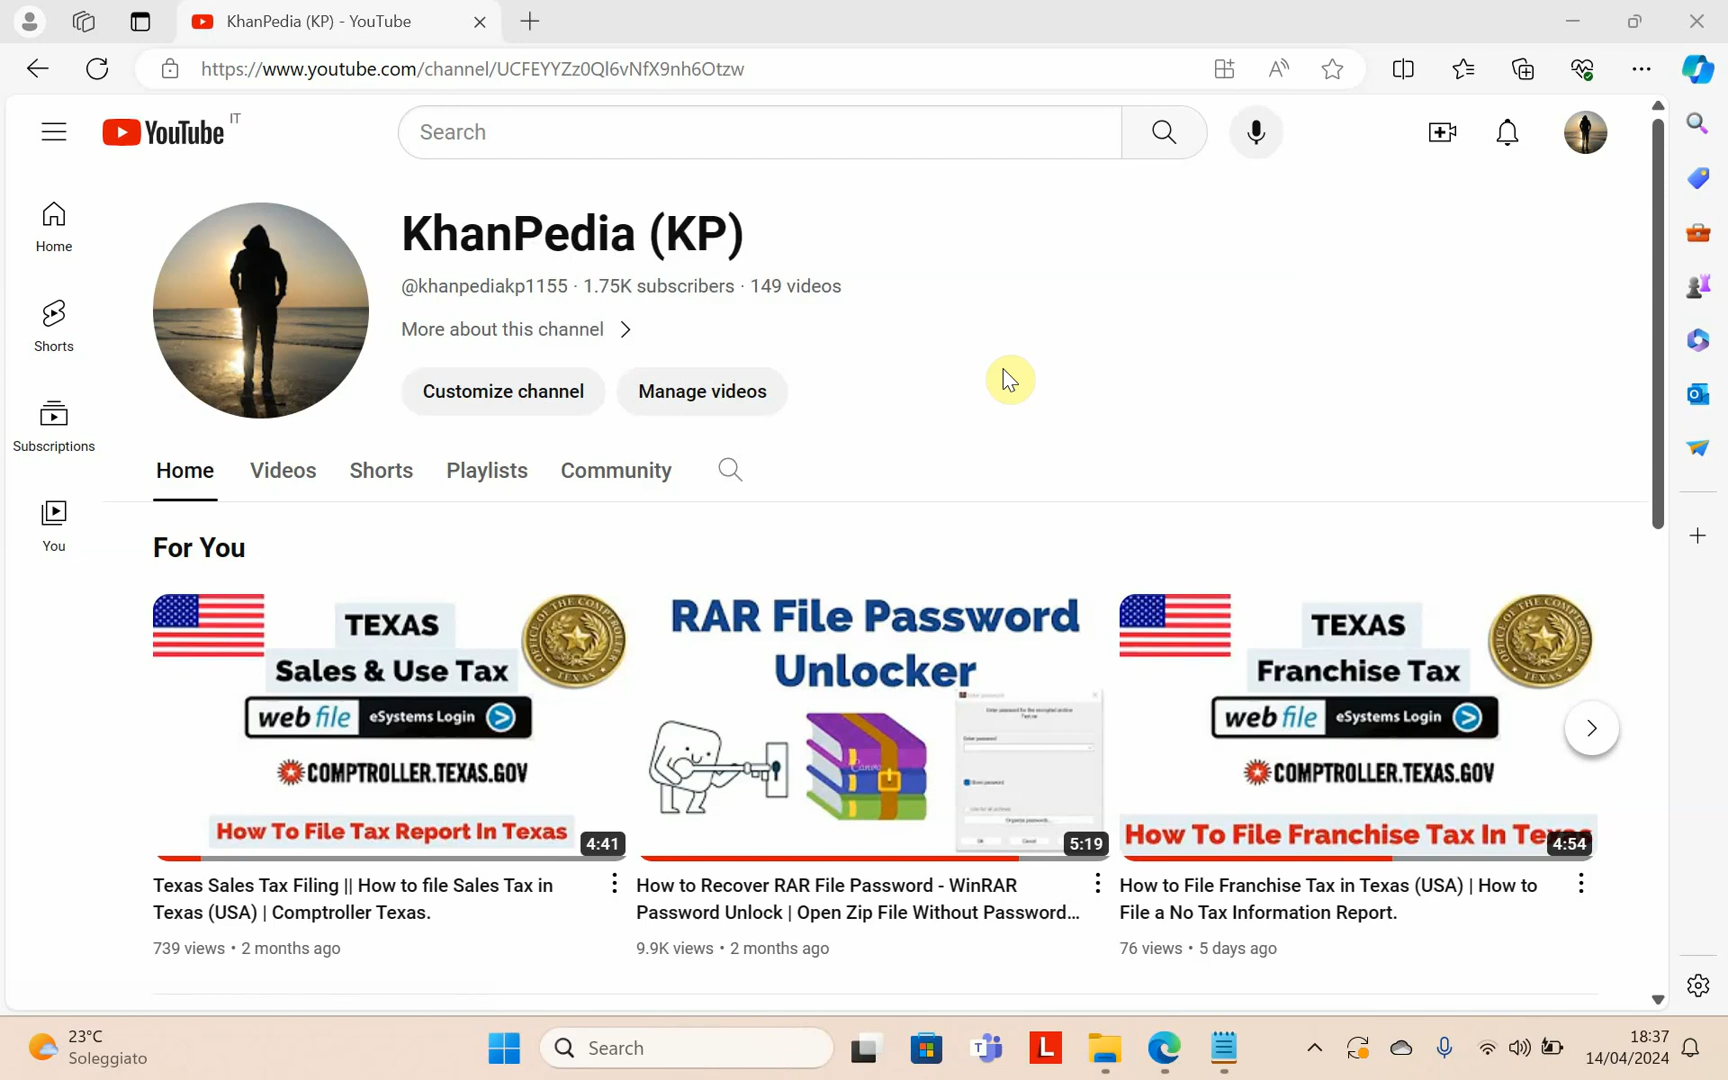 KhanPedia (KP) - YouTube
https://www.youtube.com/channel/UCFEYYZz0Ql6vNfX9nh6Otzw
YouTube IT
Search
Home
Shorts
Subscriptions
You
KhanPedia (KP)
@khanpediakp1155 · 1.75K subscribers · 149 videos
More about this channel
Customize channel
Manage videos
Home Videos Shorts Playlists Community
For You
TEXAS
Sales & Use Tax
web file eSystems Login
COMPTROLLER.TEXAS.GOV
How To File Tax Report In Texas
4:41
Texas Sales Tax Filing || How to file Sales Tax in
Texas (USA) | Comptroller Texas.
739 views • 2 months ago
RAR File Password
Unlocker
5:19
How to Recover RAR File Password - WinRAR
Password Unlock | Open Zip File Without Password...
9.9K views • 2 months ago
TEXAS
Franchise Tax
web file eSystems Login
COMPTROLLER.TEXAS.GOV
How To File Franchise Tax In Texas
4:54
How to File Franchise Tax in Texas (USA) | How to
File a No Tax Information Report.
76 views • 5 days ago
23°C
Soleggiato
Search
18:37
14/04/2024